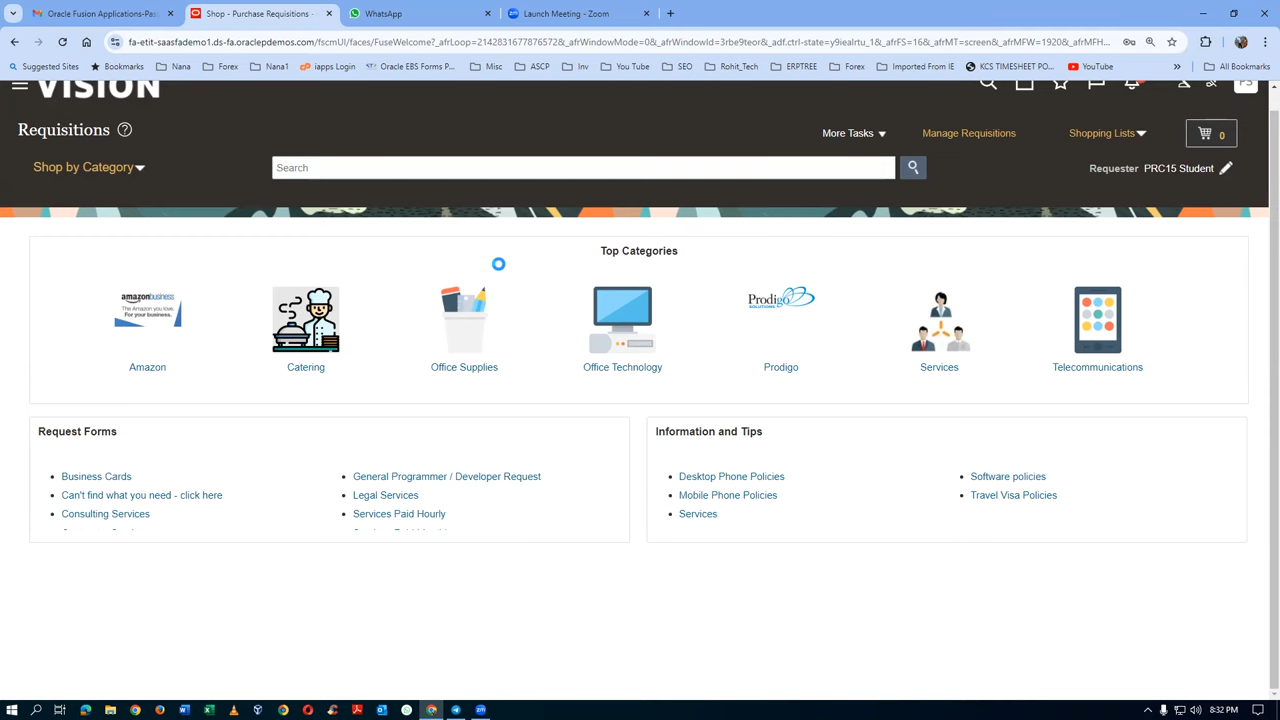 Oracle Fusion Applications-Pas
Shop - Purchase Requisitions -
WhatsApp
Launch Meeting - Zoom
fa-etit-saasfademo1.ds-fa.oraclepdemos.com/fscmUI/faces/FuseWelcome?_afrLoop=2142831677876572&_afrWindowMode=0&_afrWindowId=3rbe9teor&_adf.ctrl-state=y9iealrtu_1&_afrFS=16&_afrMT=screen&_afrMFW=1920&_afrMFH=...
Suggested Sites
Bookmarks
Nana
Forex
Nana1
iapps Login
Oracle EBS Forms P...
Misc
ASCP
Inv
You Tube
SEO
Rohit_Tech
ERPTREE
Forex
Imported From IE
KCS TIMESHEET PO...
YouTube
All Bookmarks
VISION
Requisitions
More Tasks
Manage Requisitions
Shopping Lists
0
Shop by Category
Search
Requester PRC15 Student
Top Categories
amazonbusiness
The Amazon you love.
For your business.
Prodigo
SOLUTIONS
Amazon
Catering
Office Supplies
Office Technology
Prodigo
Services
Telecommunications
Request Forms
Business Cards
Can't find what you need - click here
Consulting Services
General Programmer / Developer Request
Legal Services
Services Paid Hourly
Information and Tips
Desktop Phone Policies
Mobile Phone Policies
Services
Software policies
Travel Visa Policies
8:32 PM